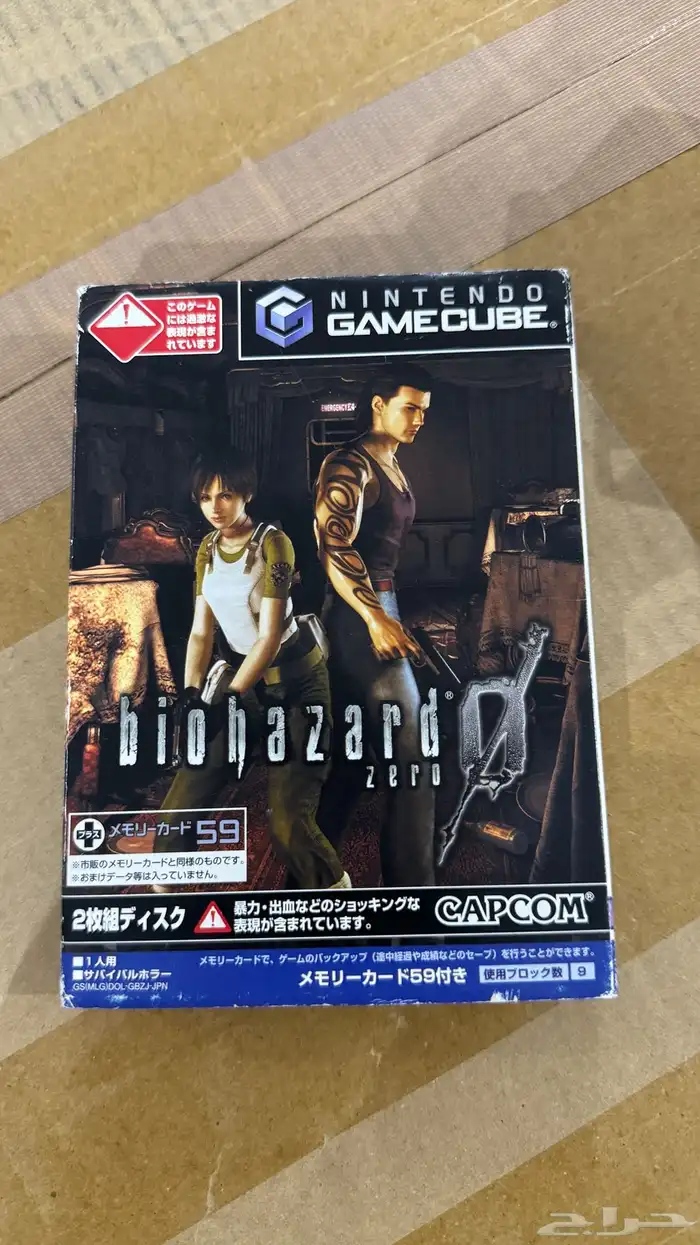 このゲーム
には過激な
表現が含ま
れています
NINTENDO
GAMECUBE®
EMERGENCY
biohazard®
zero
0
プラス メモリーカード 59
※市販のメモリーカードと同様のものです。
※おまけデータ等は入っていません。
2枚組ディスク
暴力・出血などのショッキングな
表現が含まれています。
CAPCOM®
■1人用
■サバイバルホラー
GS(MLG)DOL-GBZJ-JPN
メモリーカードで、ゲームのバックアップ(途中経過や成績などのセーブ)を行うことができます。
メモリーカード59付き
使用ブロック数 9
حراج